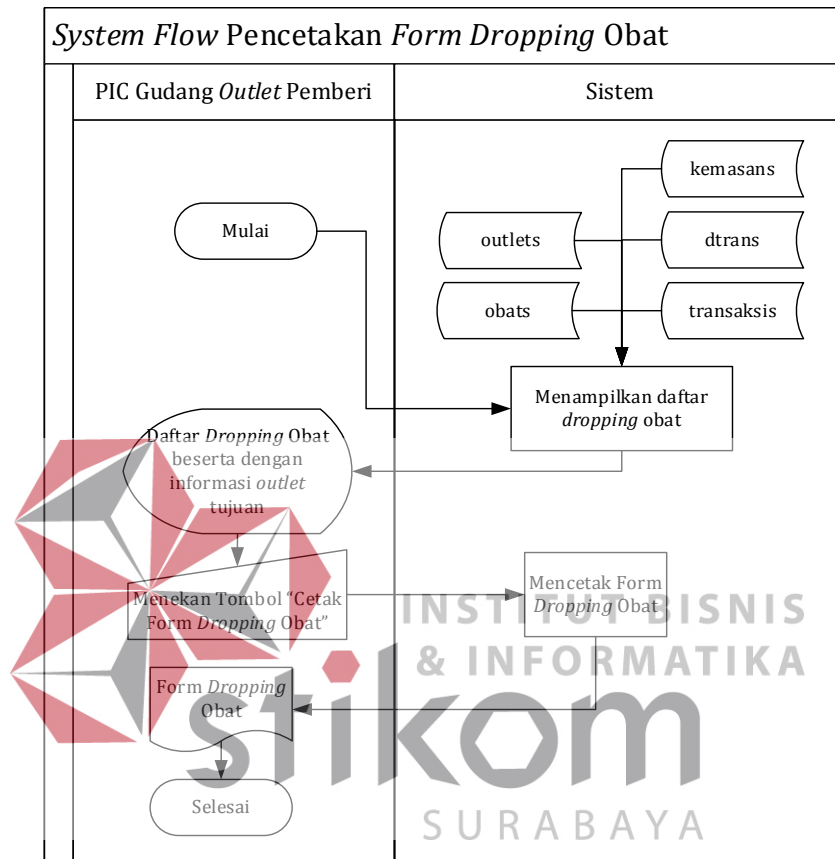 System Flow Pencetakan Form Dropping Obat
PIC Gudang Outlet Pemberi
Sistem
kemasans
Mulai
outlets
dtrans
obats
transaksis
Menampilkan daftar
dropping obat
Daftar Dropping Obat
beserta dengan
informasi outlet
tujuan
Menekan Tombol “Cetak
Form Dropping Obat”
Mencetak Form
Dropping Obat
INSTITUT BISNIS
& INFORMATIKA
Form Dropping
Obat
stikom
Selesai
SURABAYA